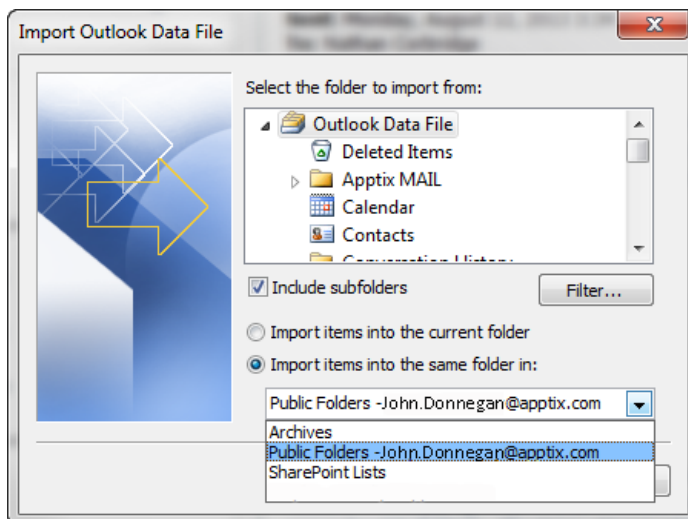 Import Outlook Data File
Select the folder to import from:
Outlook Data File
Deleted Items
Apptix MAIL
Calendar
Contacts
Include subfolders
Filter...
Import items into the current folder
Import items into the same folder in:
Public Folders -John.Donnegan@apptix.com
Archives
Public Folders -John.Donnegan@apptix.com
SharePoint Lists